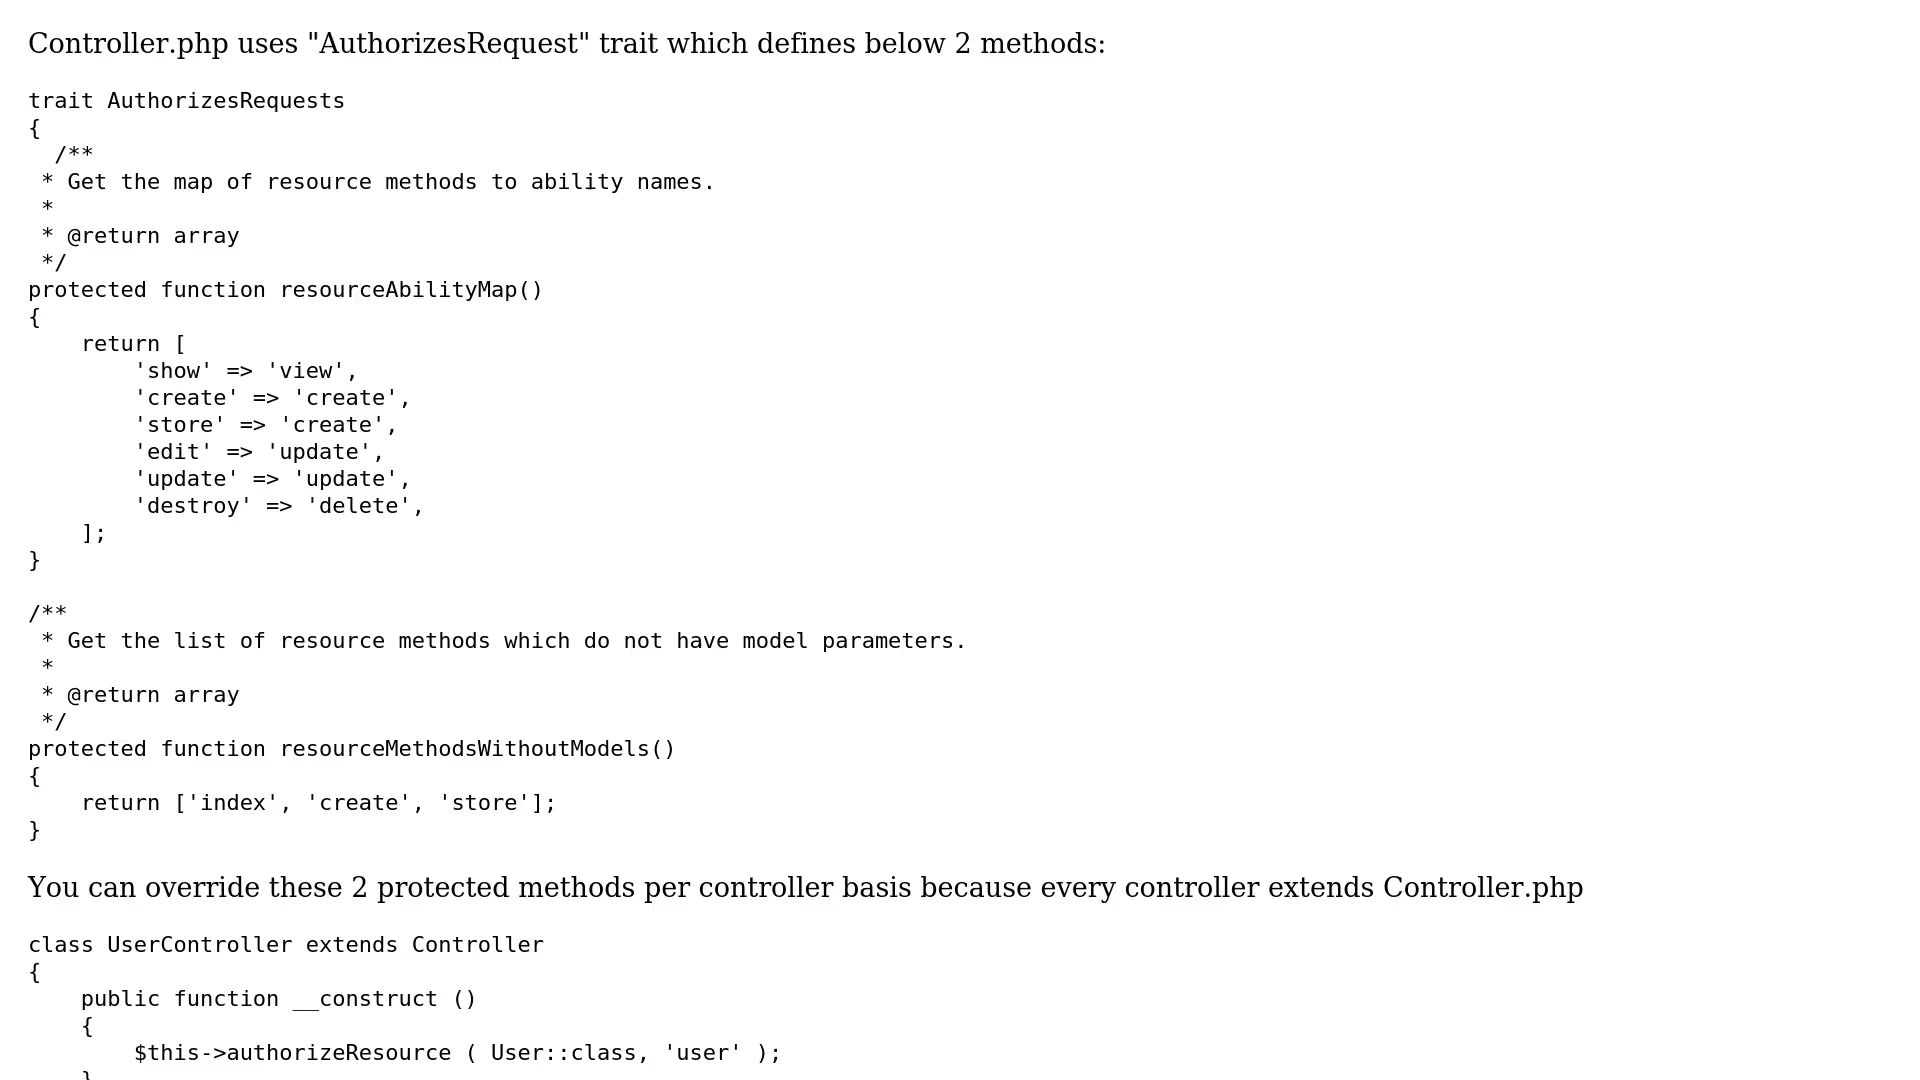 Controller.php uses "AuthorizesRequest" trait which defines below 2 methods:
trait AuthorizesRequests
{
  /**
 * Get the map of resource methods to ability names.
 *
 * @return array
 */
protected function resourceAbilityMap()
{
    return [
        'show' => 'view',
        'create' => 'create',
        'store' => 'create',
        'edit' => 'update',
        'update' => 'update',
        'destroy' => 'delete',
    ];
}

/**
 * Get the list of resource methods which do not have model parameters.
 *
 * @return array
 */
protected function resourceMethodsWithoutModels()
{
    return ['index', 'create', 'store'];
}
You can override these 2 protected methods per controller basis because every controller extends Controller.php
class UserController extends Controller
{
    public function __construct ()
    {
        $this->authorizeResource ( User::class, 'user' );
    }